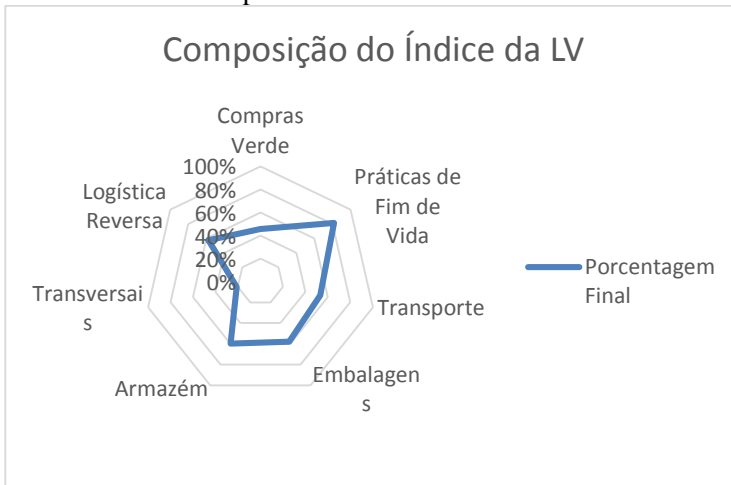 Composição do Índice da LV
Compras
Verde
100%
80%
60%
40%
20%
0%
Práticas de
Fim de
Vida
Transporte
Embalagen
s
Armazém
Transversai
s
Logística
Reversa
Porcentagem
Final